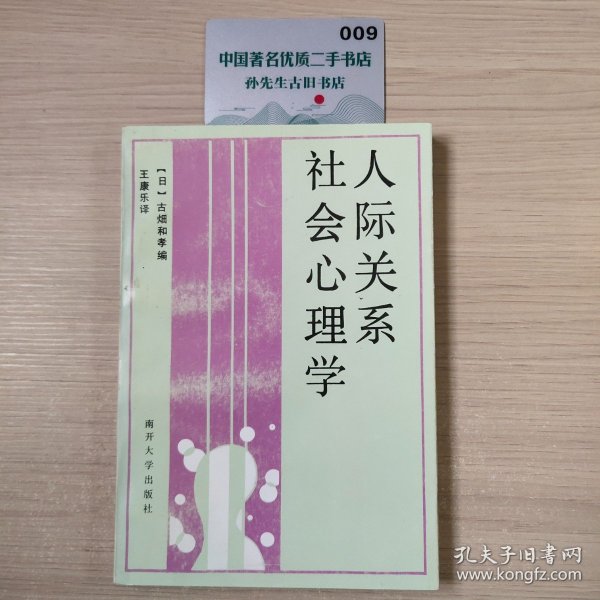 009
中国著名优质二手书店
孙先生古旧书店
人际关系
社会心理学
【日】古畑和孝编
王康乐译
南开大学出版社
孔夫子旧书网
www.kongfz.com